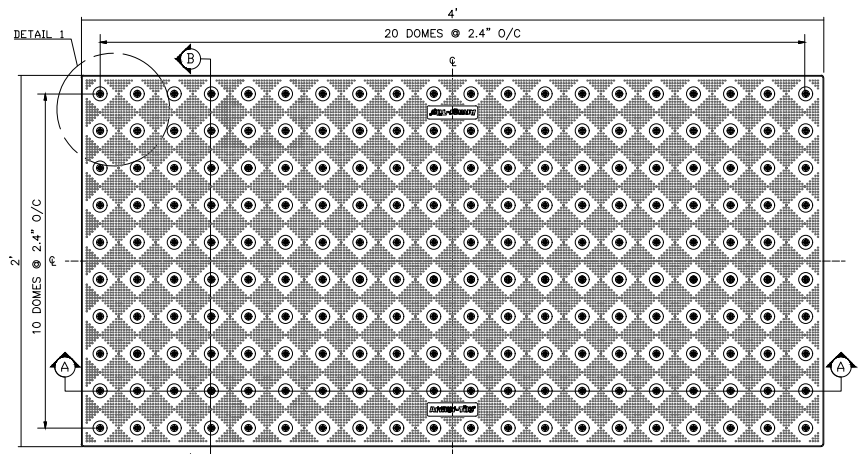 4'
20 DOMES @ 2.4" O/C
DETAIL 1
B
℄
10 DOMES @ 2.4" O/C
2'
℄
A
A